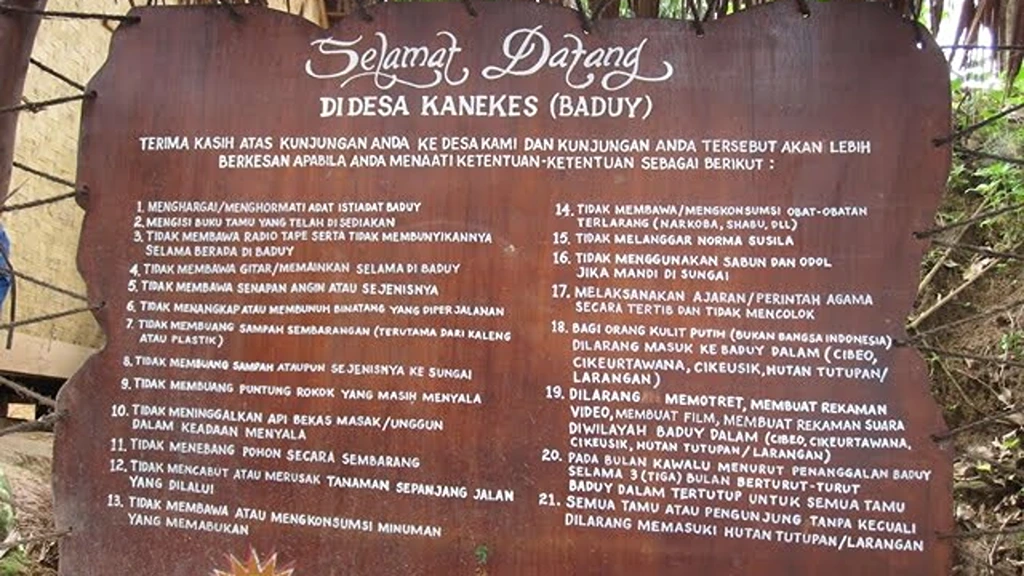 Selamat Datang
DI DESA KANEKES (BADUY)
TERIMA KASIH ATAS KUNJUNGAN ANDA KE DESA KAMI DAN KUNJUNGAN ANDA TERSEBUT AKAN LEBIH
BERKESAN APABILA ANDA MENAATI KETENTUAN-KETENTUAN SEBAGAI BERIKUT :
1. MENGHARGAI/MENGHORMATI ADAT ISTIADAT BADUY
2. MENGISI BUKU TAMU YANG TELAH DI SEDIAKAN
3. TIDAK MEMBAWA RADIO TAPE SERTA TIDAK MEMBUNYIKANNYA
SELAMA BERADA DI BADUY
4. TIDAK MEMBAWA GITAR/MEMAINKAN SELAMA DI BADUY
5. TIDAK MEMBAWA SENAPAN ANGIN ATAU SEJENISNYA
6. TIDAK MENANGKAP ATAU MEMBUNUH BINATANG YANG DIPERJALANAN
7. TIDAK MEMBUANG SAMPAH SEMBARANGAN (TERUTAMA DARI KALENG
ATAU PLASTIK)
8. TIDAK MEMBUANG SAMPAH ATAUPUN SEJENISNYA KE SUNGAI
9. TIDAK MEMBUANG PUNTUNG ROKOK YANG MASIH MENYALA
10. TIDAK MENINGGALKAN API BEKAS MASAK/UNGGUN
DALAM KEADAAN MENYALA
11. TIDAK MENEBANG POHON SECARA SEMBARANG
12. TIDAK MENCABUT ATAU MERUSAK TANAMAN SEPANJANG JALAN
YANG DILALUI
13. TIDAK MEMBAWA ATAU MENGKONSUMSI MINUMAN
YANG MEMABUKAN
14. TIDAK MEMBAWA/MENGKONSUMSI OBAT-OBATAN
TERLARANG (NARKOBA, SHABU, DLL)
15. TIDAK MELANGGAR NORMA SUSILA
16. TIDAK MENGGUNAKAN SABUN DAN ODOL
JIKA MANDI DI SUNGAI
17. MELAKSANAKAN AJARAN/PERINTAH AGAMA
SECARA TERTIB DAN TIDAK MENCOLOK
18. BAGI ORANG KULIT PUTIH (BUKAN BANGSA INDONESIA)
DILARANG MASUK KE BADUY DALAM (CIBEO,
CIKEURTAWANA, CIKEUSIK, HUTAN TUTUPAN/
LARANGAN)
19. DILARANG MEMOTRET, MEMBUAT REKAMAN
VIDEO, MEMBUAT FILM, MEMBUAT REKAMAN SUARA
DIWILAYAH BADUY DALAM (CIBEO, CIKEURTAWANA,
CIKEUSIK, HUTAN TUTUPAN/LARANGAN)
20. PADA BULAN KAWALU MENURUT PENANGGALAN BADUY
SELAMA 3 (TIGA) BULAN BERTURUT-TURUT
BADUY DALAM TERTUTUP UNTUK SEMUA TAMU
21. SEMUA TAMU ATAU PENGUNJUNG TANPA KECUALI
DILARANG MEMASUKI HUTAN TUTUPAN/LARANGAN